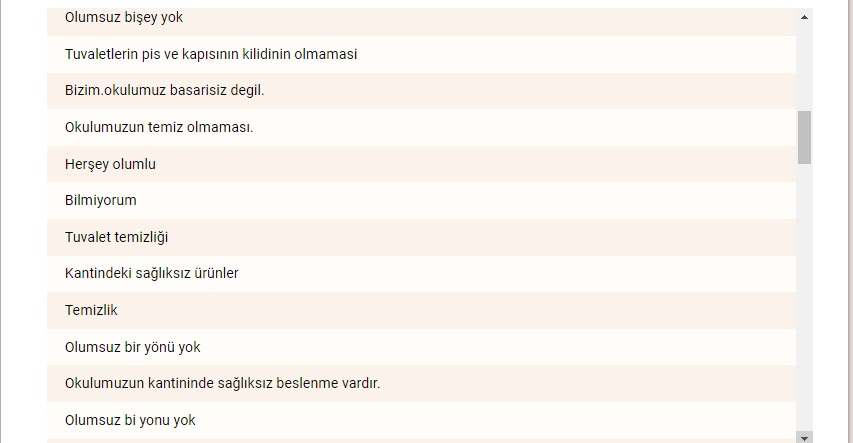 Olumsuz bişey yok
Tuvaletlerin pis ve kapısının kilidinin olmamasi
Bizim.okulumuz basarisiz degil.
Okulumuzun temiz olmaması.
Herşey olumlu
Bilmiyorum
Tuvalet temizliği
Kantindeki sağlıksız ürünler
Temizlik
Olumsuz bir yönü yok
Okulumuzun kantininde sağlıksız beslenme vardır.
Olumsuz bi yonu yok